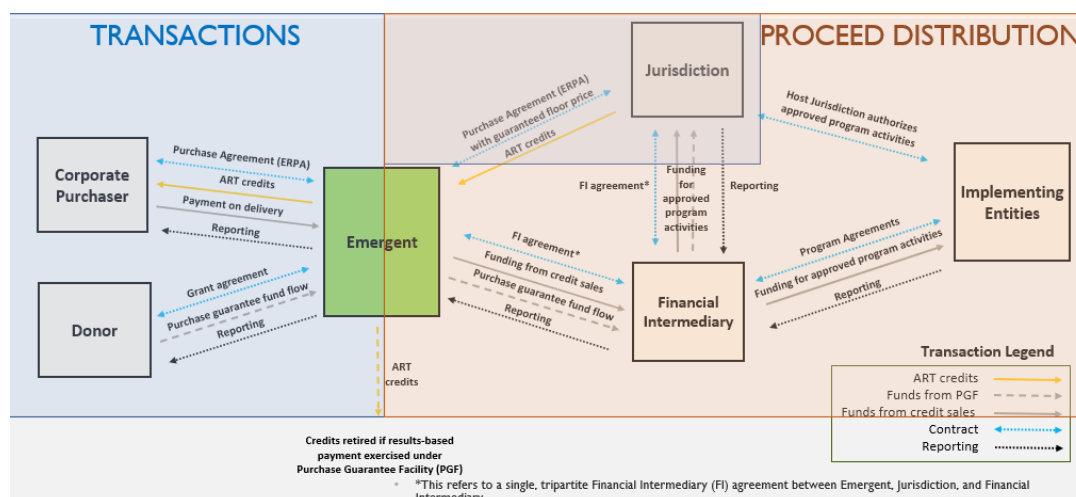 TRANSACTIONS
PROCEED DISTRIBUTION
Jurisdiction
Purchase Agreement (ERPA)
with guaranteed floor price
ART credits
Host Jurisdiction authorizes
approved program activities
Corporate
Purchaser
Purchase Agreement (ERPA)
ART credits
Payment on delivery
Reporting
Emergent
FI agreement*
Funding
for
approved
program
activities
Reporting
Implementing
Entities
Donor
Grant agreement
Purchase guarantee fund flow
Reporting
FI agreement*
Funding from credit sales
Purchase guarantee fund flow
Reporting
Financial
Intermediary
Program Agreements
Funding for approved program activities
Reporting
ART
credits
Transaction Legend
ART credits
Funds from PGF
Funds from credit sales
Contract
Reporting
Credits retired if results-based
payment exercised under
Purchase Guarantee Facility (PGF)
*This refers to a single, tripartite Financial Intermediary (FI) agreement between Emergent, Jurisdiction, and Financial
Intermediary